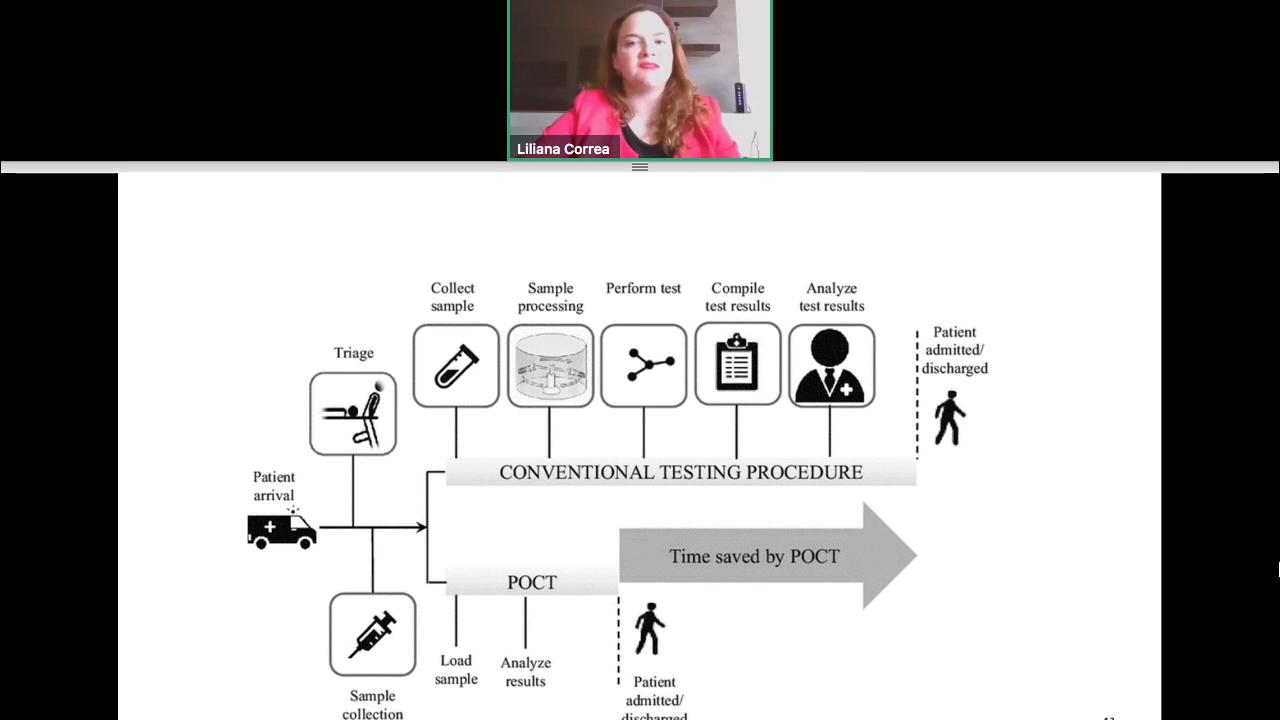 Liliana Correa
Collect
sample
Sample
processing
Perform test
Compile
test results
Analyze
test results
Patient
admitted/
discharged
Triage
Patient
arrival
CONVENTIONAL TESTING PROCEDURE
Time saved by POCT
POCT
Load
sample
Analyze
results
Patient
admitted/
discharged
Sample
collection